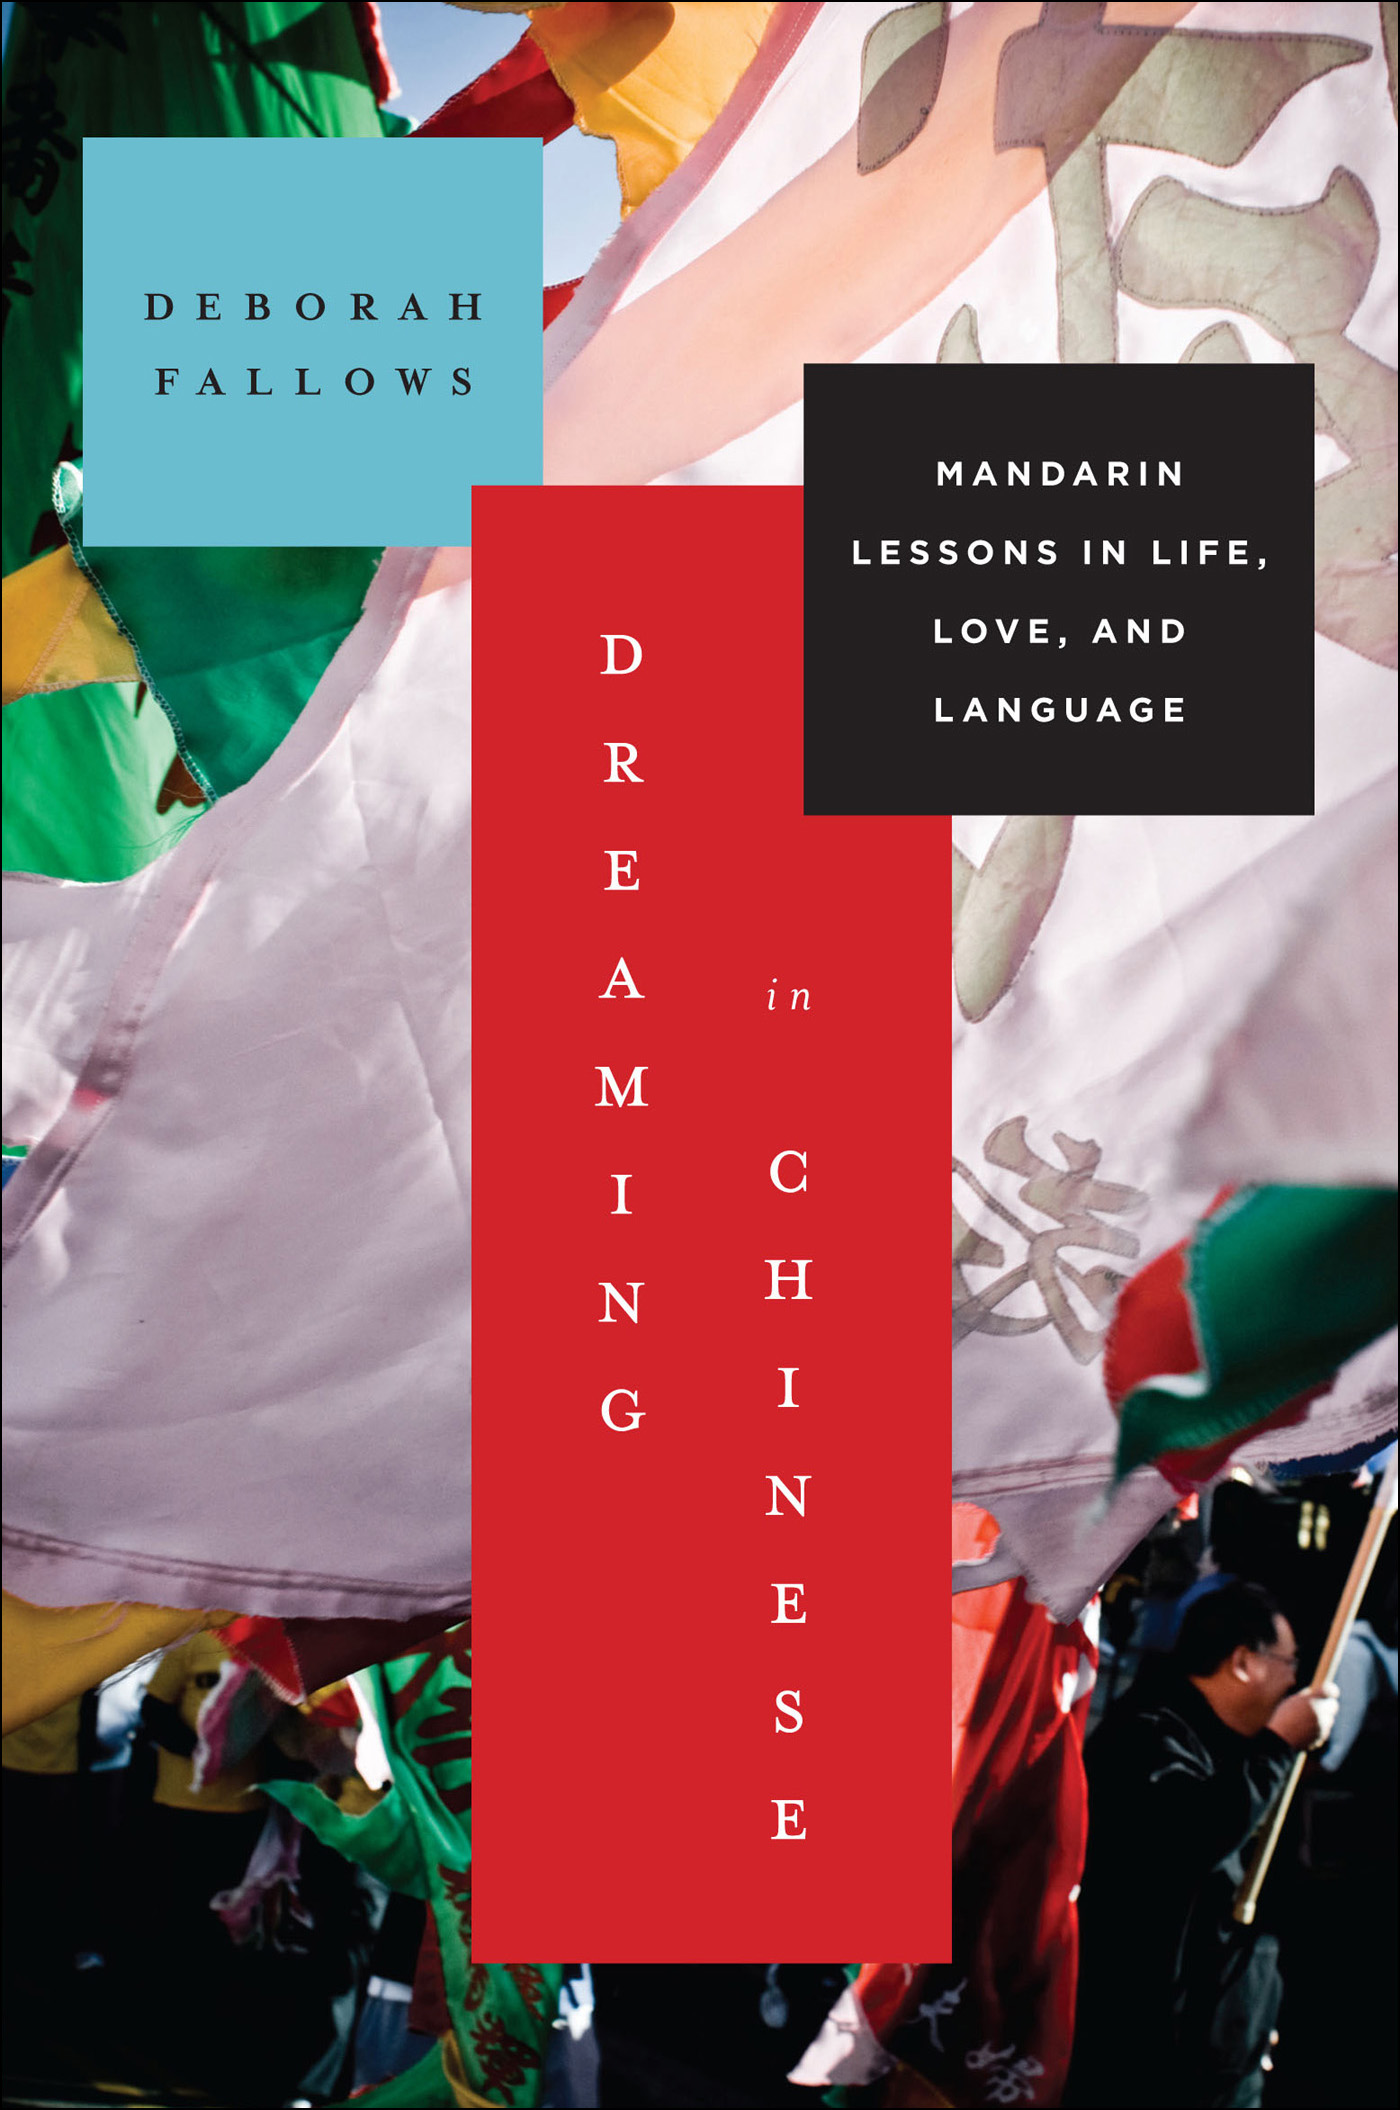 DEBORAH
FALLOWS
MANDARIN
LESSONS IN LIFE,
LOVE, AND
LANGUAGE
DREAMING
in
CHINESE